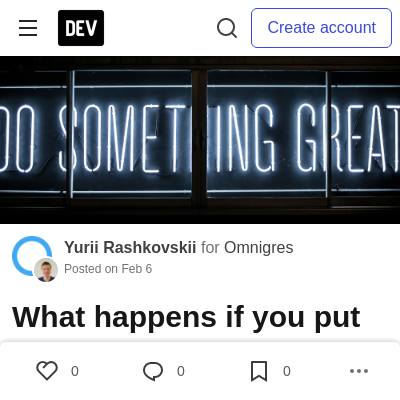 DEV
Create account
DO SOMETHING GREAT
Yurii Rashkovskii for Omnigres
Posted on Feb 6
What happens if you put
0 0 0